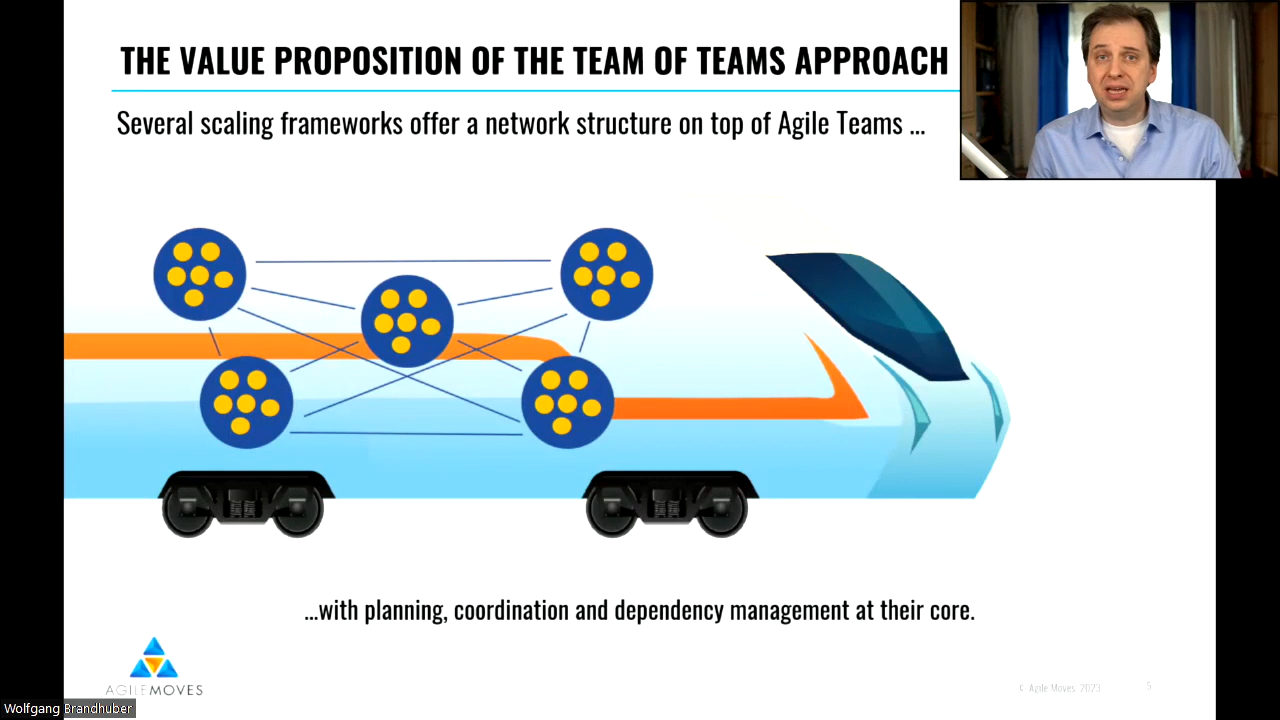 THE VALUE PROPOSITION OF THE TEAM OF TEAMS APPROACH
Several scaling frameworks offer a network structure on top of Agile Teams ...
...with planning, coordination and dependency management at their core.
AGILEMOVES
© Agile Moves 2023
5
Wolfgang Brandhuber